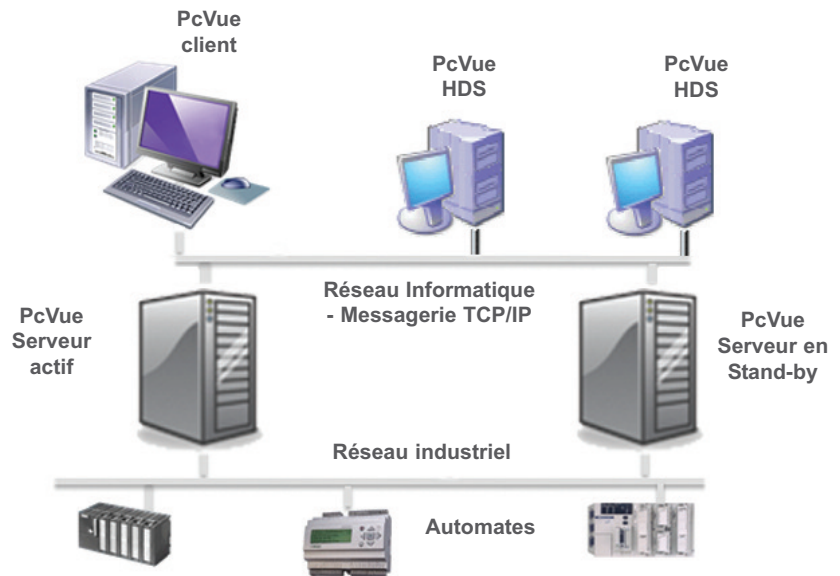 PcVue
client
PcVue
HDS
PcVue
HDS
Réseau Informatique
- Messagerie TCP/IP
PcVue
Serveur
actif
PcVue
Serveur en
Stand-by
Réseau industriel
Automates